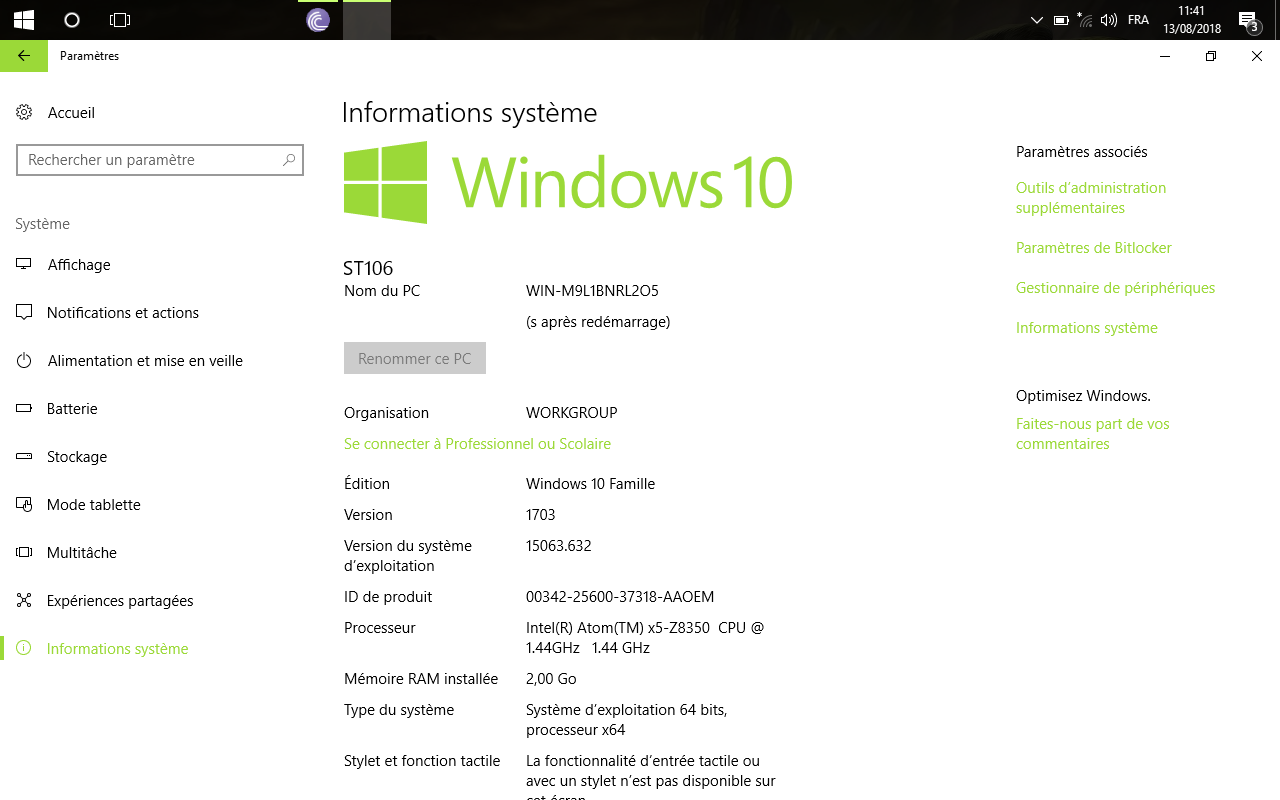 FRA
11:41
13/08/2018
3
Paramètres
Accueil
Rechercher un paramètre
Système
Affichage
Notifications et actions
Alimentation et mise en veille
Batterie
Stockage
Mode tablette
Multitâche
Expériences partagées
Informations système
Informations système
Windows 10
ST106
Nom du PC WIN-M9L1BNRL2O5
(s après redémarrage)
Renommer ce PC
Organisation WORKGROUP
Se connecter à Professionnel ou Scolaire
Édition Windows 10 Famille
Version 1703
Version du système 15063.632
d'exploitation
ID de produit 00342-25600-37318-AAOEM
Processeur Intel(R) Atom(TM) x5-Z8350 CPU @
1.44GHz 1.44 GHz
Mémoire RAM installée 2,00 Go
Type du système Système d'exploitation 64 bits,
processeur x64
Stylet et fonction tactile La fonctionnalité d'entrée tactile ou
avec un stylet n'est pas disponible sur
cet écran
Paramètres associés
Outils d'administration
supplémentaires
Paramètres de Bitlocker
Gestionnaire de périphériques
Informations système
Optimisez Windows.
Faites-nous part de vos
commentaires